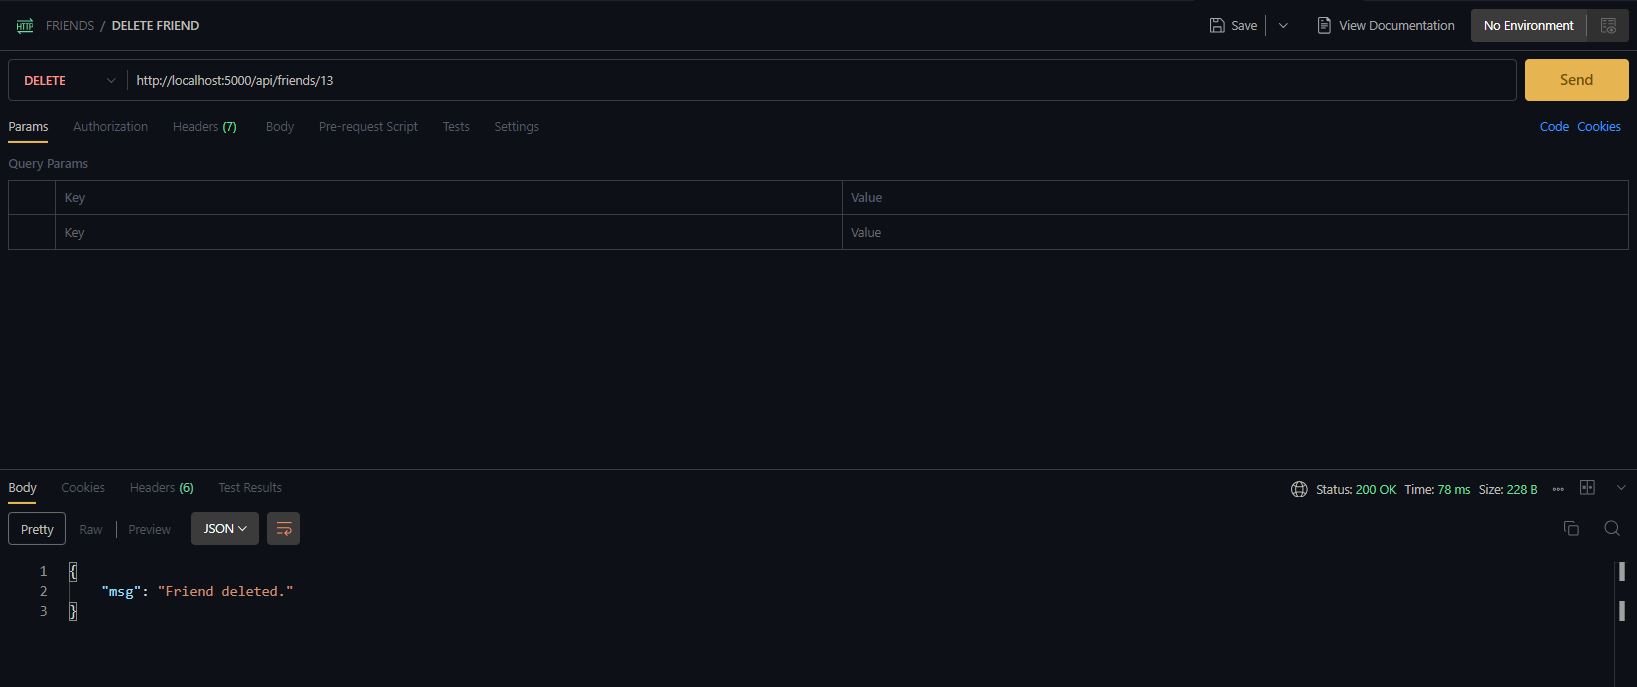 HTTP FRIENDS / DELETE FRIEND Save View Documentation No Environment
DELETE http://localhost:5000/api/friends/13 Send
Params Authorization Headers (7) Body Pre-request Script Tests Settings Code Cookies
Query Params
Key Value
Key Value
Body Cookies Headers (6) Test Results Status: 200 OK Time: 78 ms Size: 228 B
Pretty Raw Preview JSON
1 {
2 "msg": "Friend deleted."
3 }